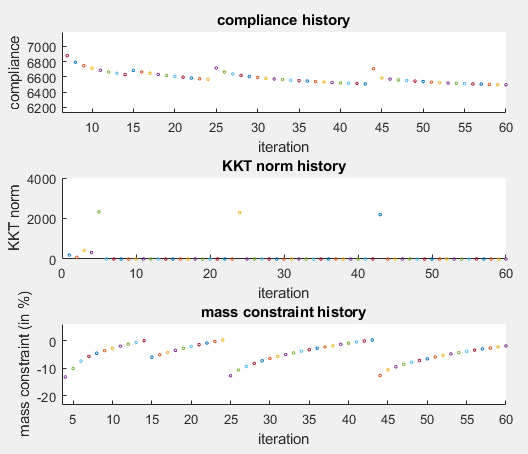 compliance history
compliance
7000
6800
6600
6400
6200
10 15 20 25 30 35 40 45 50 55 60
iteration
KKT norm history
KKT norm
4000
2000
0
0 10 20 30 40 50 60
iteration
mass constraint history
mass constraint (in %)
0
-10
-20
5 10 15 20 25 30 35 40 45 50 55 60
iteration